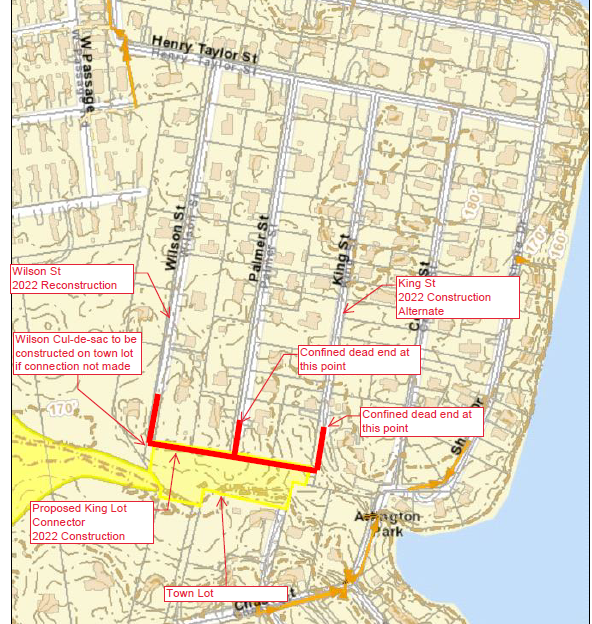 Henry Taylor St
Henry Taylor St
W Passage
Wilson St
Palmer St
King St
180'
170'
160'
Wilson St
2022 Reconstruction
King St
2022 Construction
Alternate
Wilson Cul-de-sac to be
constructed on town lot
if connection not made
Confined dead end at
this point
170'
Confined dead end at
this point
Proposed King Lot
Connector
2022 Construction
Park
Town Lot